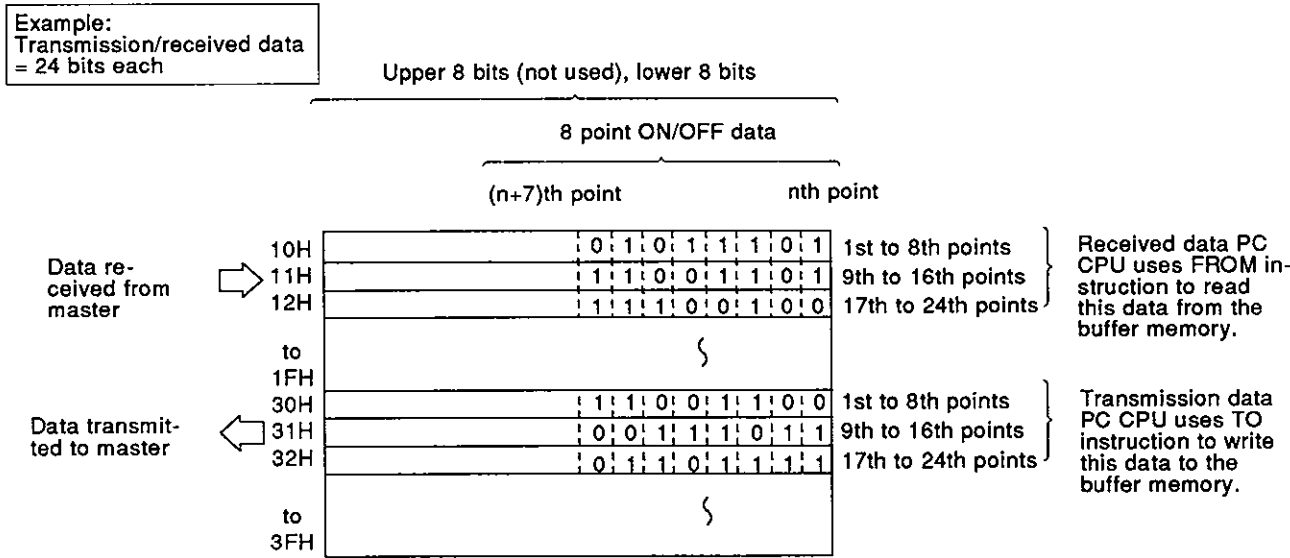 Example:
Transmission/received data
= 24 bits each
Upper 8 bits (not used), lower 8 bits
8 point ON/OFF data
(n+7)th point nth point
Data re-
ceived from
master
10H 0 1 0 1 1 1 0 1 1st to 8th points
11H 1 1 0 0 1 1 0 1 9th to 16th points
12H 1 1 1 0 0 1 0 0 17th to 24th points
Received data PC
CPU uses FROM in-
struction to read
this data from the
buffer memory.
to
1FH
Data transmit-
ted to master
30H 1 1 0 0 1 1 0 0 1st to 8th points
31H 0 0 1 1 1 0 1 1 9th to 16th points
32H 0 1 1 0 1 1 1 1 17th to 24th points
Transmission data
PC CPU uses TO
instruction to write
this data to the
buffer memory.
to
3FH